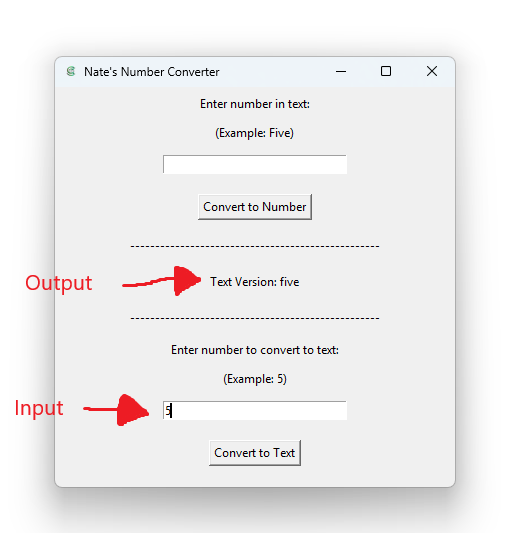 Nate's Number Converter
Enter number in text:
(Example: Five)
Convert to Number
--------------------------------------------------
Output
Text Version: five
--------------------------------------------------
Enter number to convert to text:
(Example: 5)
Input
5
Convert to Text